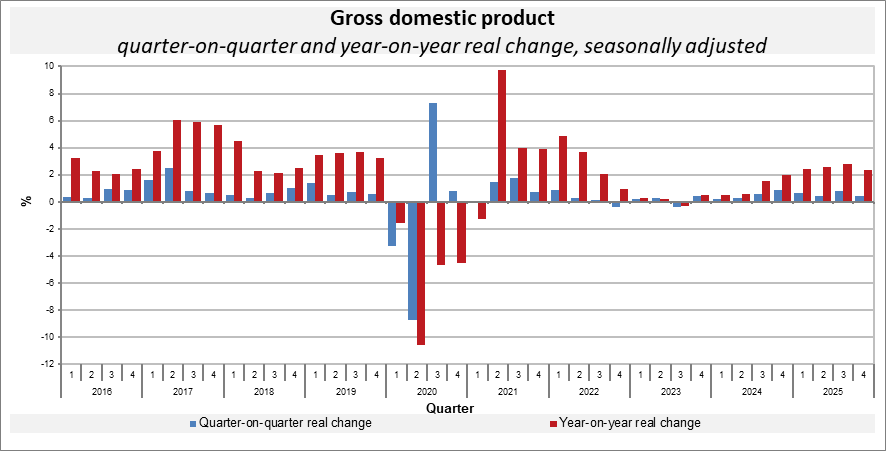 Gross domestic product
quarter-on-quarter and year-on-year real change, seasonally adjusted
10
8
6
4
2
0
-2
-4
-6
-8
-10
-12
%
1 2 3 4 1 2 3 4 1 2 3 4 1 2 3 4 1 2 3 4 1 2 3 4 1 2 3 4 1 2 3 4 1 2 3 4 1 2 3 4
2016 2017 2018 2019 2020 2021 2022 2023 2024 2025
Quarter
Quarter-on-quarter real change Year-on-year real change